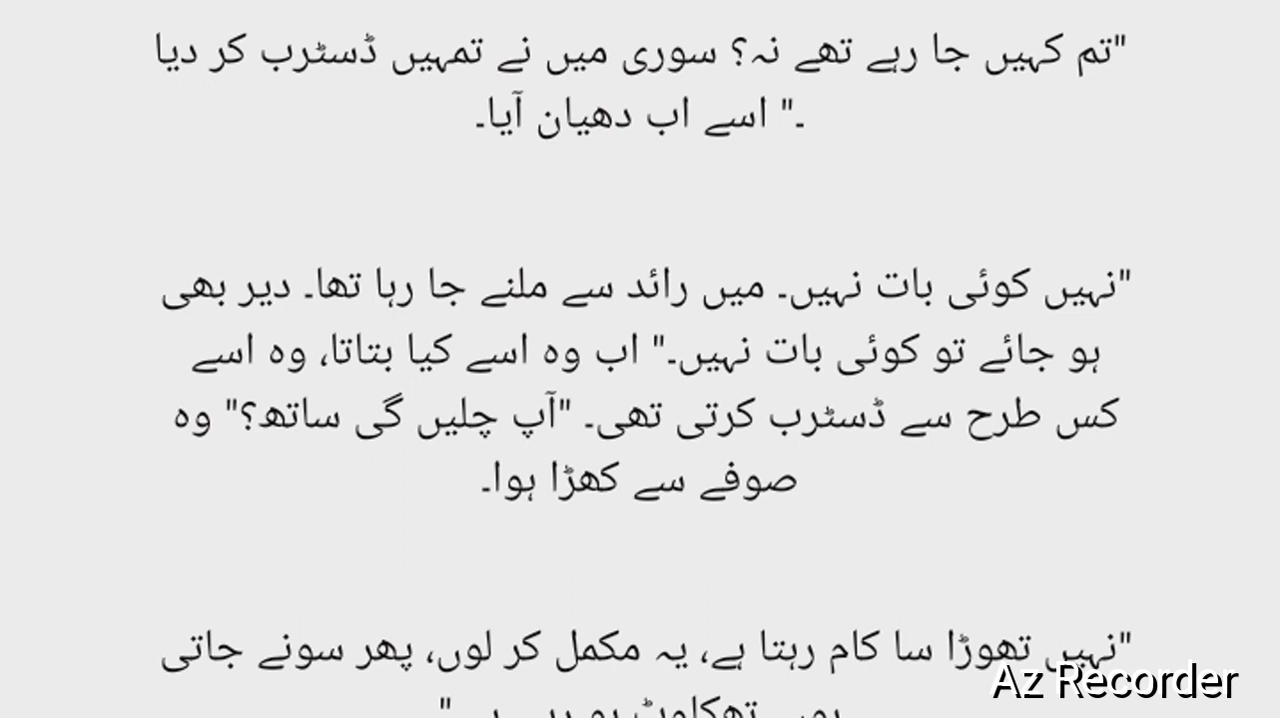 "تم کہیں جا رہے تھے نہ؟ سوری میں نے تمہیں ڈسٹرب کر دیا
۔" اسے اب دھیان آیا۔
"نہیں کوئی بات نہیں۔ میں رائد سے ملنے جا رہا تھا۔ دیر بھی
ہو جائے تو کوئی بات نہیں۔" اب وہ اسے کیا بتاتا، وہ اسے
کس طرح سے ڈسٹرب کرتی تھی۔ "آپ چلیں گی ساتھ؟" وہ
صوفے سے کھڑا ہوا۔
"نہیں تھوڑا سا کام رہتا ہے، یہ مکمل کر لوں، پھر سونے جاتی
Az Recorder